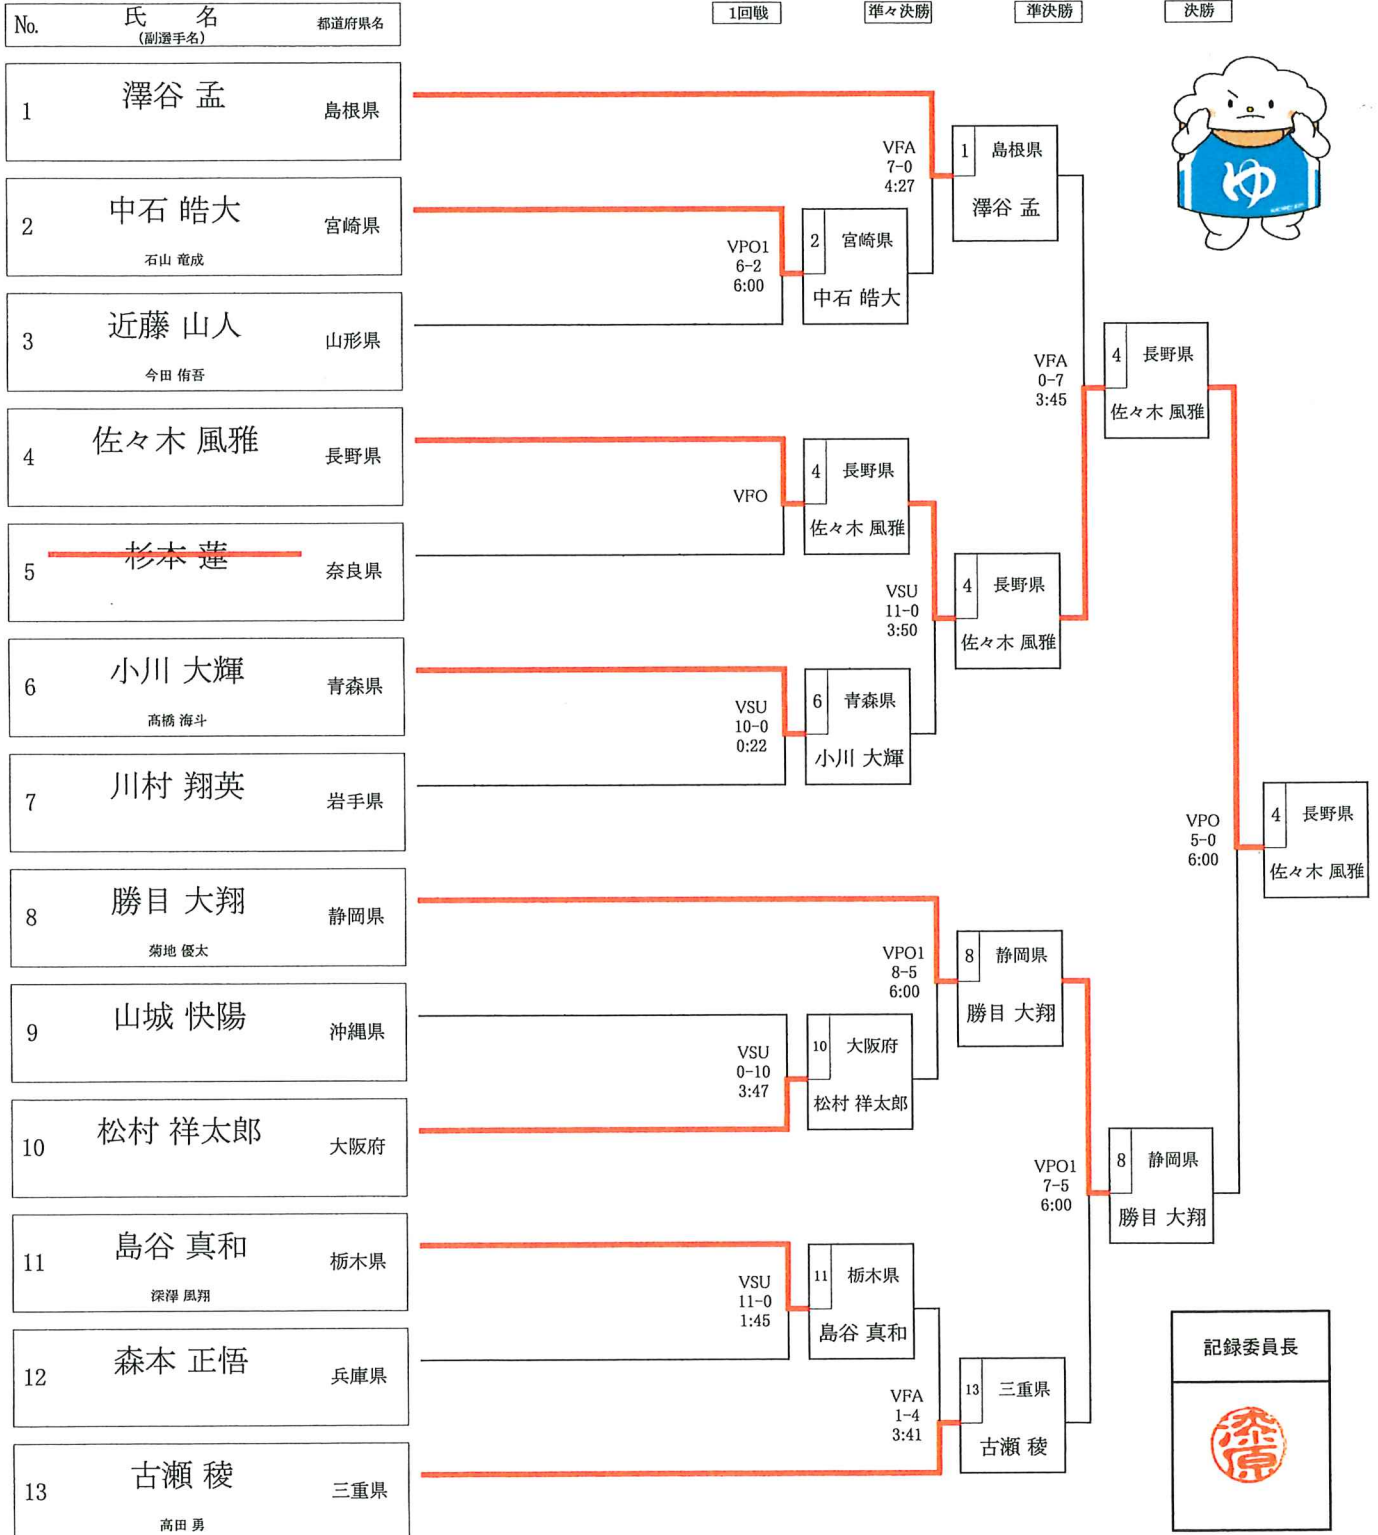 No. 氏 名 都道府県名
(副選手名)
1回戦 準々決勝 準決勝 決勝
1 澤谷 孟 島根県
2 中石 皓大 宮崎県
石山 竜成
3 近藤 山人 山形県
今田 侑吾
4 佐々木 風雅 長野県
5 杉本 蓮 奈良県
6 小川 大輝 青森県
髙橋 海斗
7 川村 翔英 岩手県
8 勝目 大翔 静岡県
菊地 優太
9 山城 快陽 沖縄県
10 松村 祥太郎 大阪府
11 島谷 真和 栃木県
深澤 風翔
12 森本 正悟 兵庫県
13 古瀬 稜 三重県
高田 勇
VPO1
6-2
6:00
2 宮崎県
中石 皓大
VFO
4 長野県
佐々木 風雅
VSU
10-0
0:22
6 青森県
小川 大輝
VSU
0-10
3:47
10 大阪府
松村 祥太郎
VSU
11-0
1:45
11 栃木県
島谷 真和
VFA
7-0
4:27
1 島根県
澤谷 孟
VSU
11-0
3:50
4 長野県
佐々木 風雅
VPO1
8-5
6:00
8 静岡県
勝目 大翔
VFA
1-4
3:41
13 三重県
古瀬 稜
VFA
0-7
3:45
4 長野県
佐々木 風雅
VPO1
7-5
6:00
8 静岡県
勝目 大翔
VPO
5-0
6:00
4 長野県
佐々木 風雅
ゆ
記録委員長
漆原